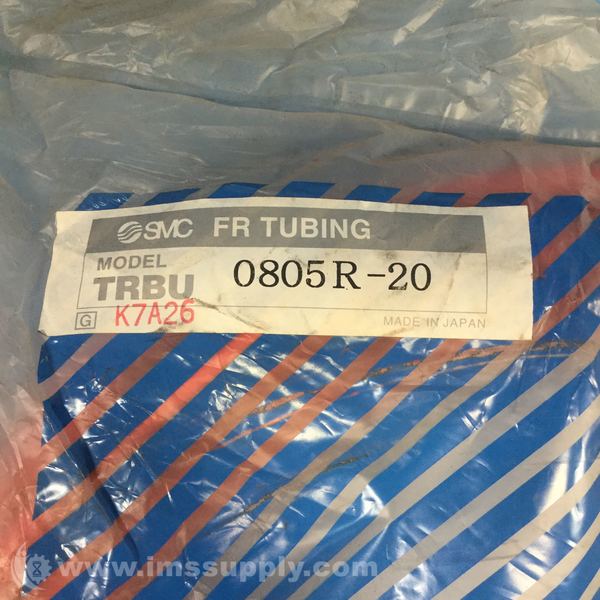 SMC FR TUBING
MODEL
TRBU 0805R-20
G K7A26 MADE IN JAPAN
www.imssupply.com